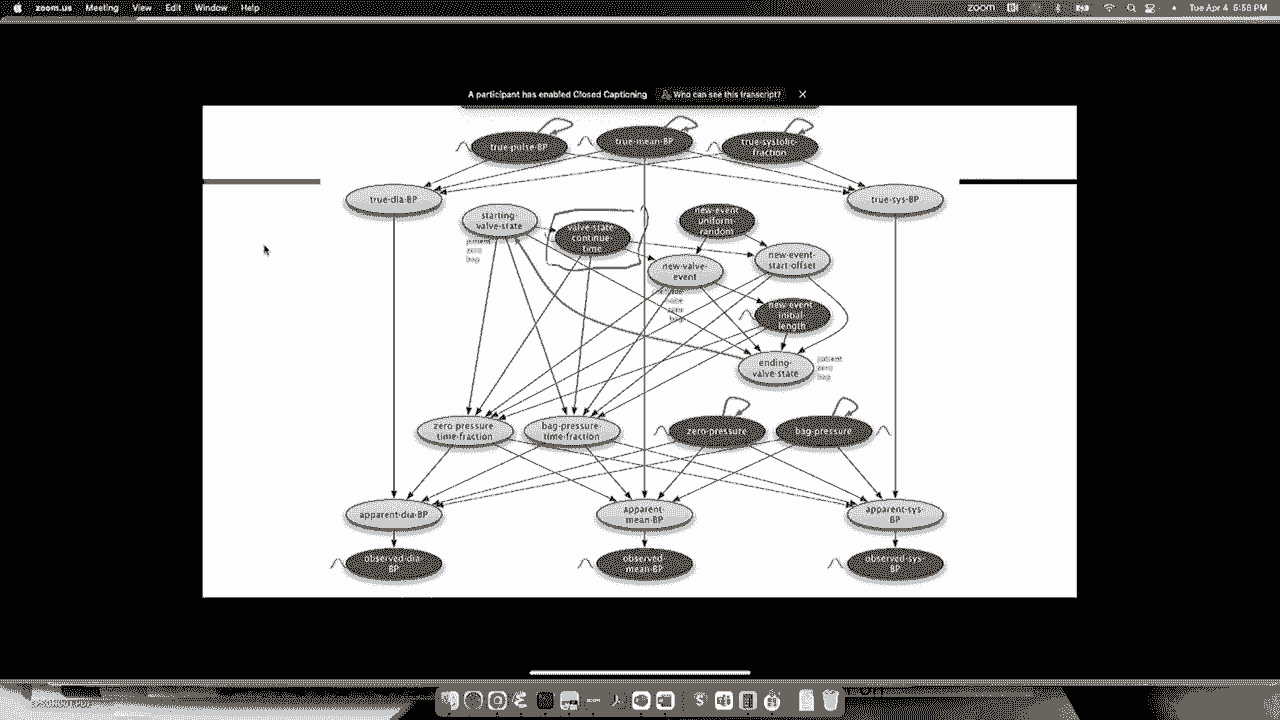 zoom.us Meeting View Edit Window Help
zoom
Tue Apr 4 5:58 PM
A participant has enabled Closed Captioning
Who can see this transcript?
true-pulse-BP
true-mean-BP
true-systolic-
fraction
true-dia-BP
true-sys-BP
starting-
valve-state
patient
zero
bag
valve-state
continue
time
new-event
uniform-
random
new-valve-
event
zero
bag
new-event-
start-offset
new-event
initial
length
ending-
valve-state
patient
zero
bag
zero-pressure
time-fraction
bag-pressure-
time-fraction
zero-pressure
bag-pressure
apparent-dia-BP
apparent-
mean-BP
apparent-sys-
BP
observed-dia-
BP
observed-
mean-BP
observed-sys-
BP